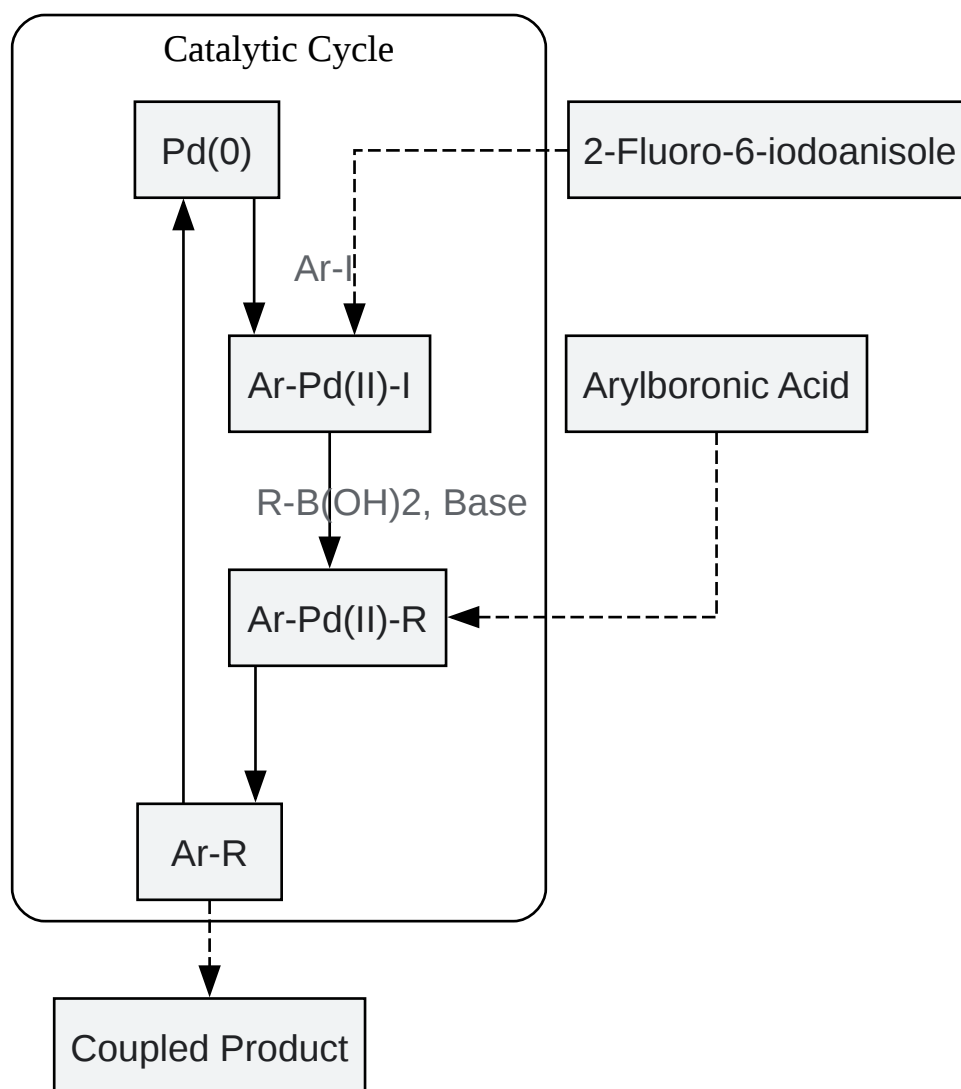 Catalytic Cycle
Pd(0)
2-Fluoro-6-iodoanisole
Ar-I
Ar-Pd(II)-I
Arylboronic Acid
R-B(OH)2, Base
Ar-Pd(II)-R
Ar-R
Coupled Product